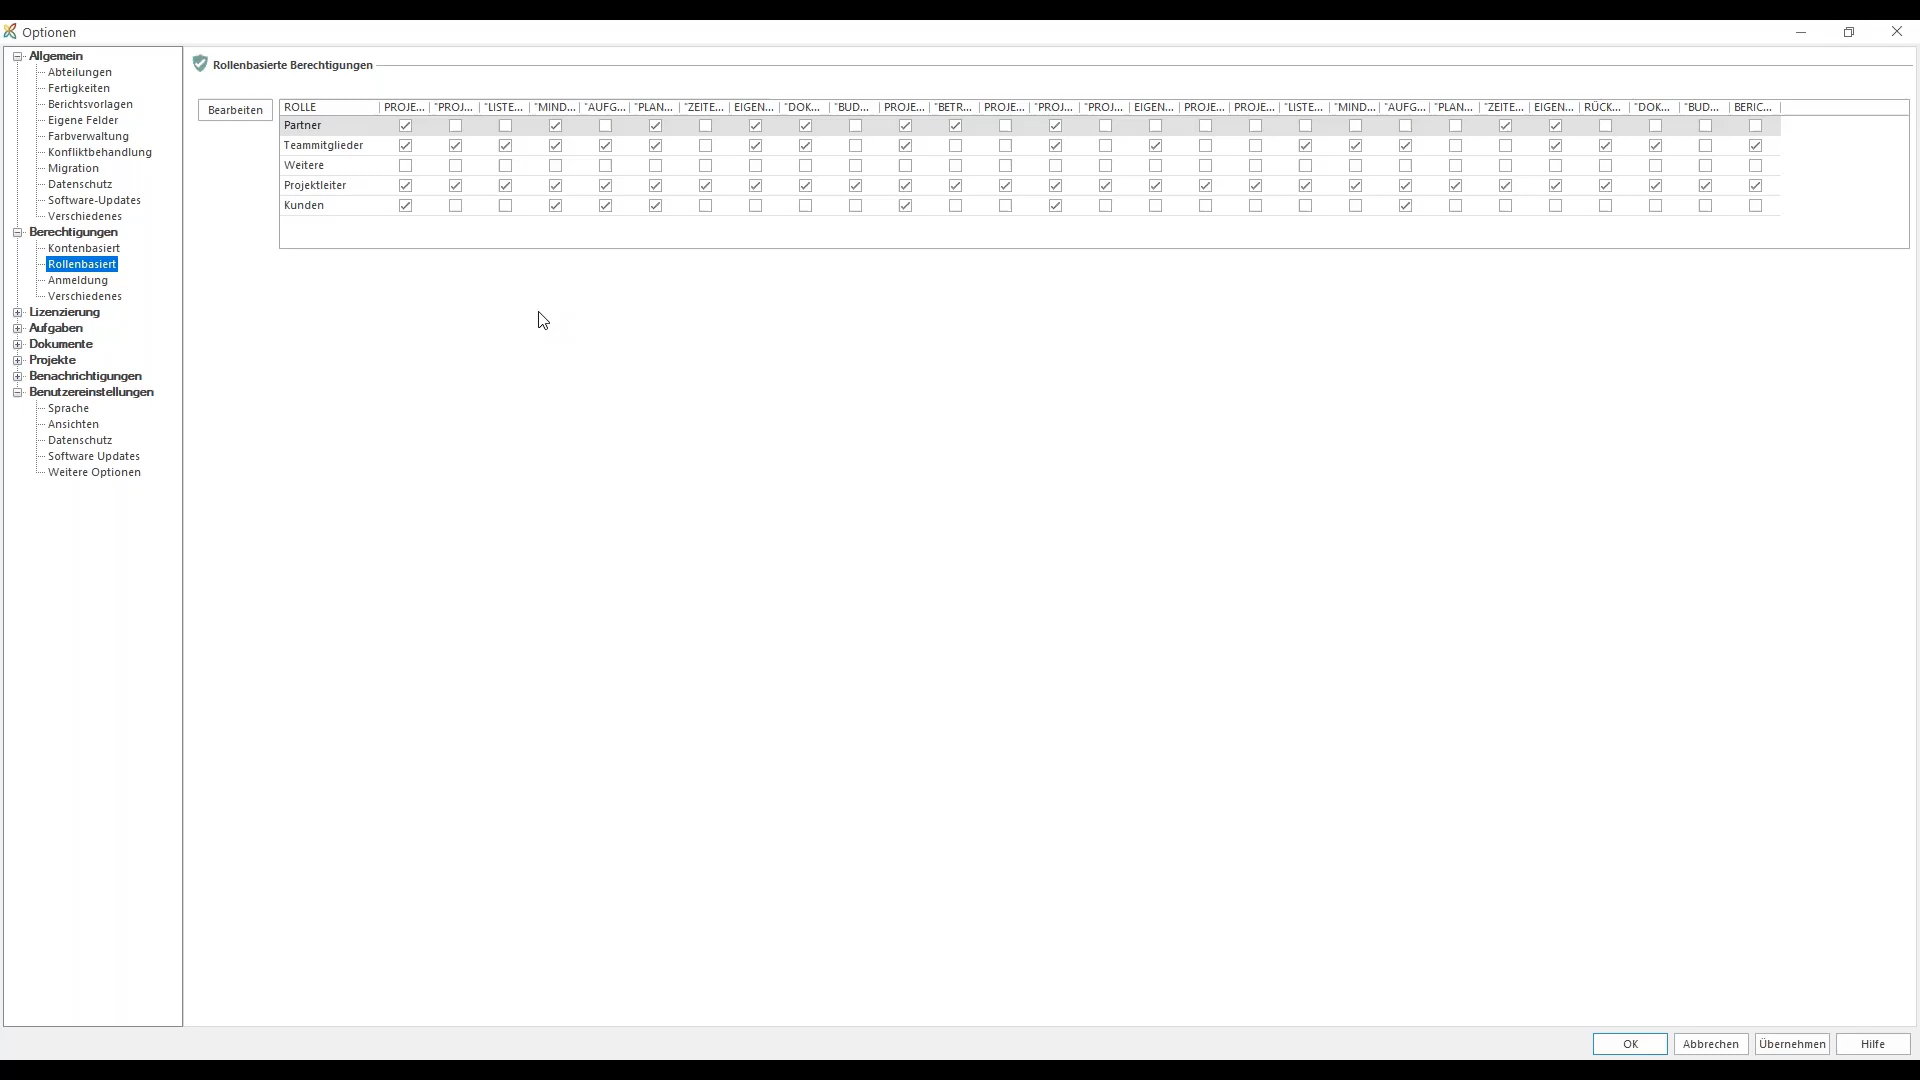 Optionen
Allgemein
Abteilungen
Fertigkeiten
Berichtsvorlagen
Eigene Felder
Farbverwaltung
Konfliktbehandlung
Migration
Datenschutz
Software-Updates
Verschiedenes
Berechtigungen
Kontenbasiert
Rollenbasiert
Anmeldung
Verschiedenes
Lizenzierung
Aufgaben
Dokumente
Projekte
Benachrichtigungen
Benutzereinstellungen
Sprache
Ansichten
Datenschutz
Software Updates
Weitere Optionen
Rollenbasierte Berechtigungen
Bearbeiten
ROLLE PROJE... "PROJ... "LISTE... "MIND... "AUFG... "PLAN... "ZEITE... EIGEN... "DOK... "BUD... PROJE... "BETR... PROJE... "PROJ... "PROJ... EIGEN... PROJE... PROJE... "LISTE... "MIND... "AUFG... "PLAN... "ZEITE... EIGEN... RÜCK... "DOK... "BUD... BERIC...
Partner
Teammitglieder
Weitere
Projektleiter
Kunden
OK Abbrechen Übernehmen Hilfe